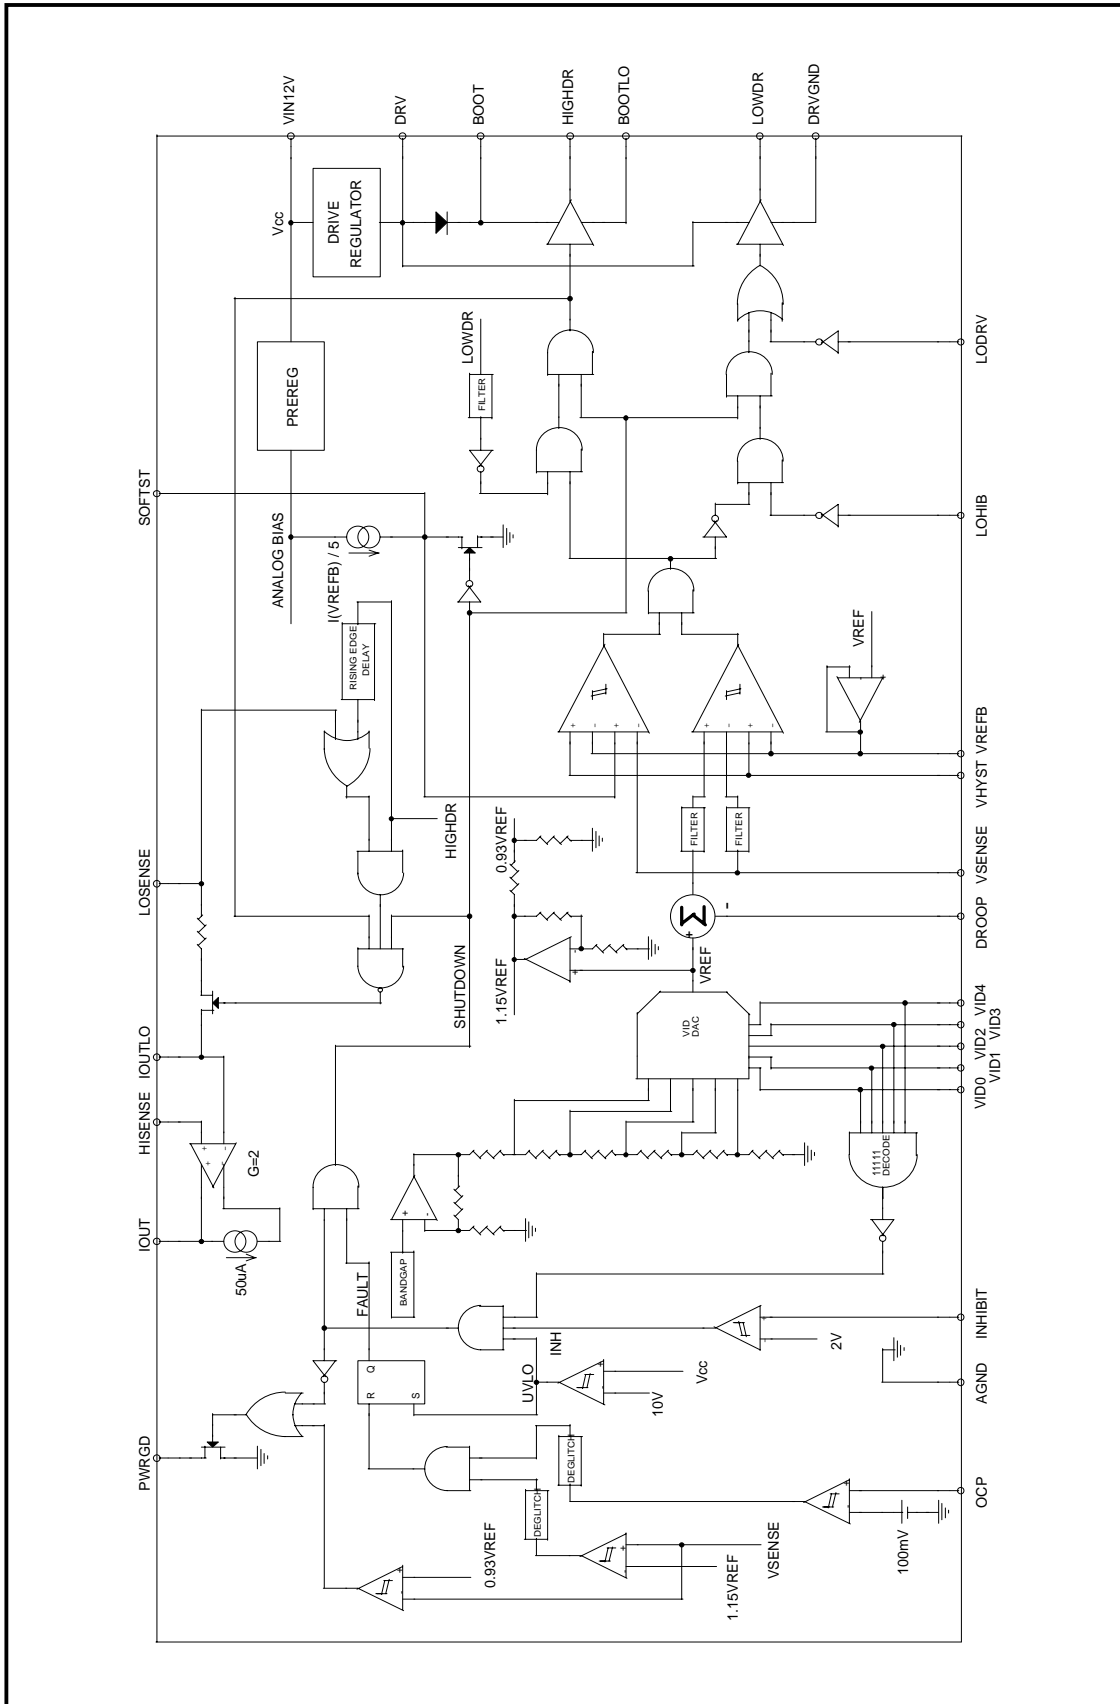 VIN12V
DRV
BOOT
HIGHDR
BOOTLO
LOWDR
DRVGND
Vcc
DRIVE
REGULATOR
PREREG
LOWDR
FILTER
SOFTST
ANALOG BIAS
I(VREFB) / 5
RISING EDGE
DELAY
LODRV
LOHIB
VREF
+
-
+
-
+
-
+
-
+
-
VREFB
VHYST
FILTER
FILTER
VSENSE
HIGHDR
0.93VREF
LOSENSE
Σ
+
-
DROOP
-
+
VREF
1.15VREF
SHUTDOWN
VID
DAC
VID4
VID3
VID2
VID1
VID0
IOUTLO
HISENSE
+
-
+
-
G=2
11111
DECODE
IOUT
50uA
+
-
BANDGAP
FAULT
INH
+
-
2V
INHIBIT
AGND
Q
R
S
UVLO
+
-
Vcc
10V
PWRGD
DEGLITCH
DEGLITCH
+
-
100mV
OCP
+
-
VSENSE
1.15VREF
+
-
0.93VREF